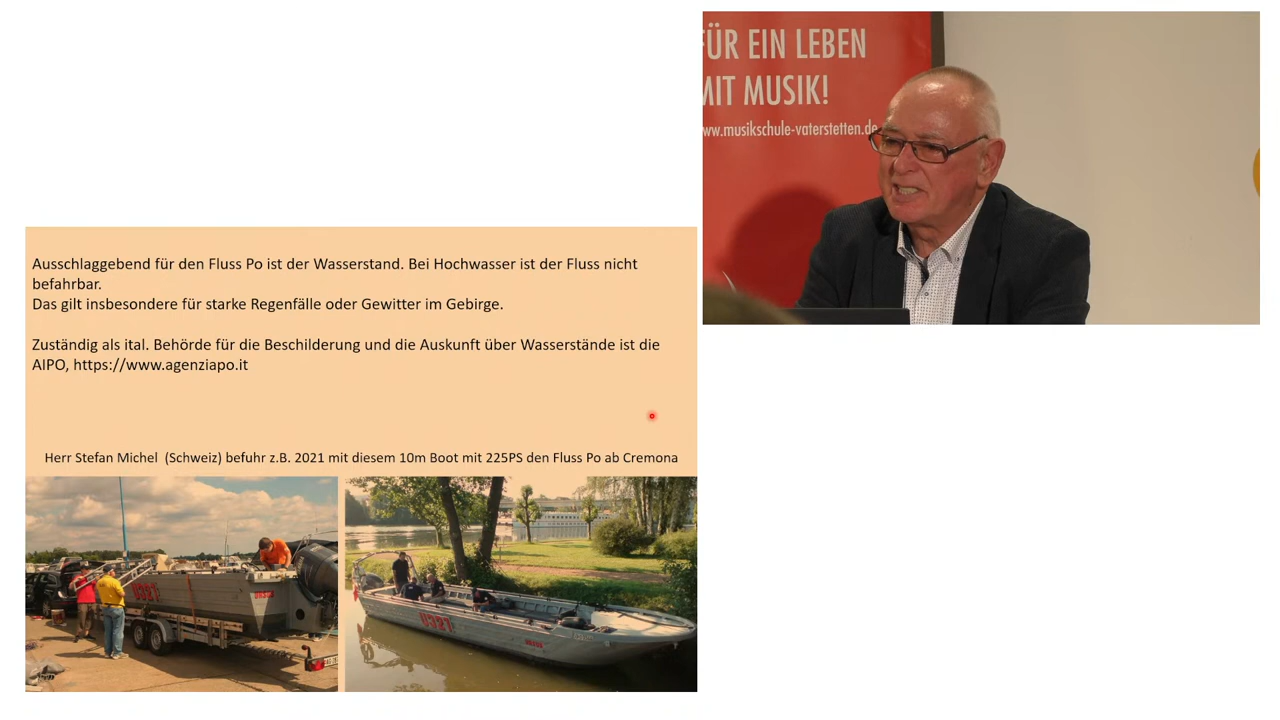 FÜR EIN LEBEN
MIT MUSIK!
www.musikschule-vaterstetten.de
Ausschlaggebend für den Fluss Po ist der Wasserstand. Bei Hochwasser ist der Fluss nicht
befahrbar.
Das gilt insbesondere für starke Regenfälle oder Gewitter im Gebirge.
Zuständig als ital. Behörde für die Beschilderung und die Auskunft über Wasserstände ist die
AIPO, https://www.agenziapo.it
Herr Stefan Michel (Schweiz) befuhr z.B. 2021 mit diesem 10m Boot mit 225PS den Fluss Po ab Cremona
U321
U321